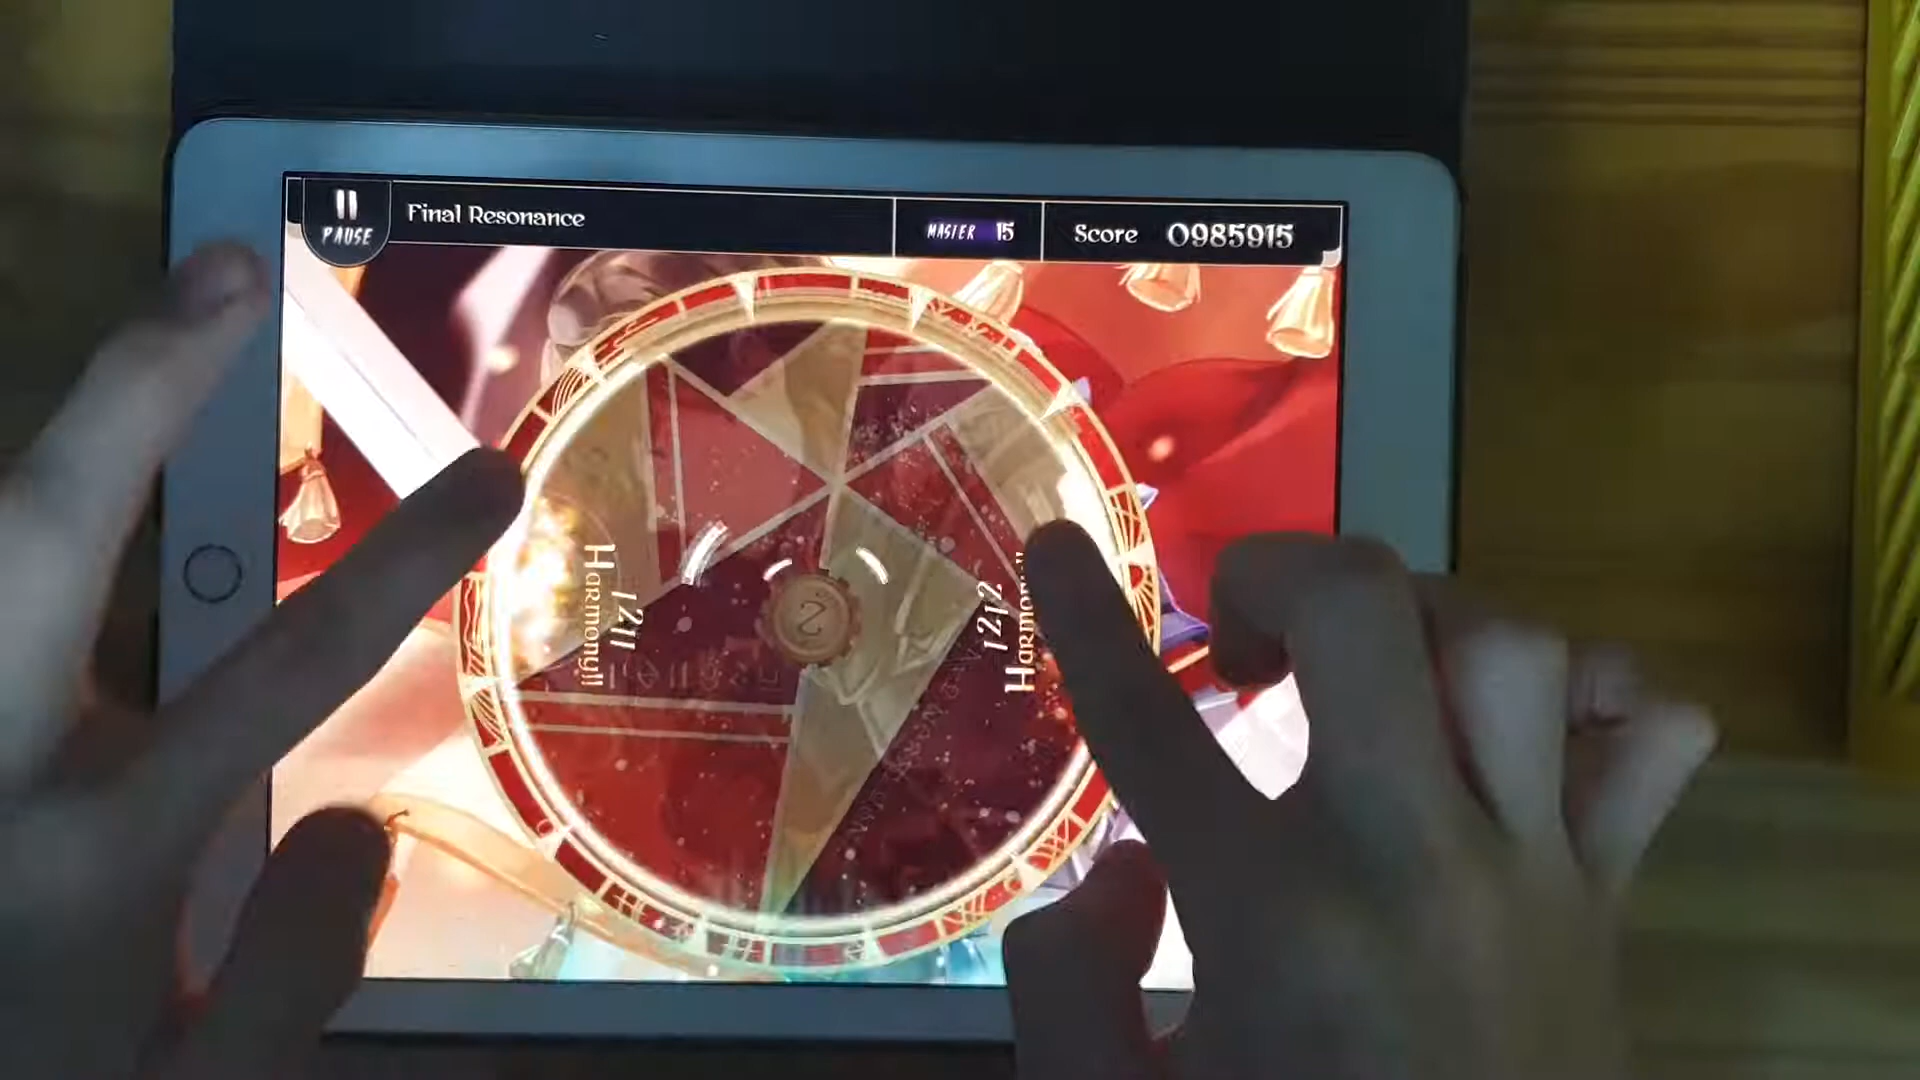 PAUSE
Final Resonance
MASTER 15
Score 0985915
Harmony!!
1211
1212